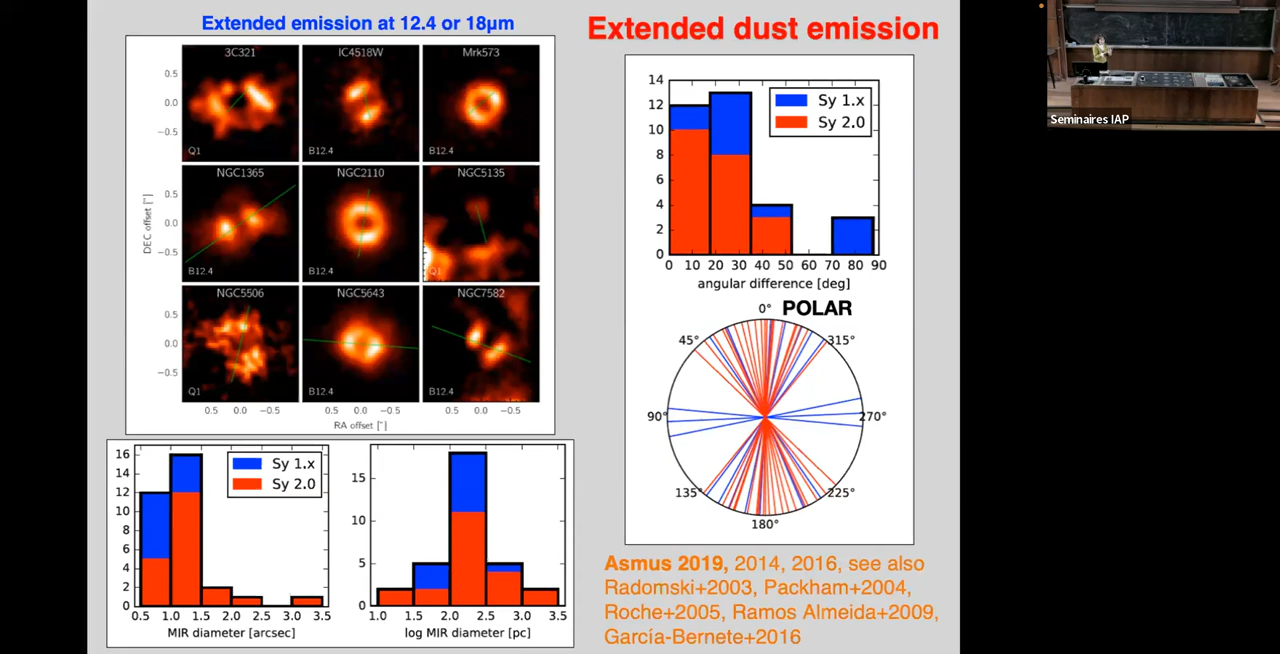 Extended emission at 12.4 or 18µm
Extended dust emission
3C321
IC4518W
Mrk573
0.5
0.0
−0.5
Q1
B12.4
B12.4
NGC1365
NGC2110
NGC5135
DEC offset ["]
0.5
0.0
−0.5
B12.4
B12.4
Q1
NGC5506
NGC5643
NGC7582
0.5
0.0
−0.5
Q1
B12.4
B12.4
0.5 0.0 −0.5
0.5 0.0 −0.5
0.5 0.0 −0.5
RA offset ["]
16
14
12
10
8
6
4
2
0
Sy 1.x
Sy 2.0
0.5 1.0 1.5 2.0 2.5 3.0 3.5
MIR diameter [arcsec]
15
10
5
0
1.0 1.5 2.0 2.5 3.0 3.5
log MIR diameter [pc]
14
12
10
8
6
4
2
0
Sy 1.x
Sy 2.0
0 10 20 30 40 50 60 70 80 90
angular difference [deg]
0° POLAR
45°
315°
90°
270°
135°
225°
180°
Asmus 2019, 2014, 2016, see also
Radomski+2003, Packham+2004,
Roche+2005, Ramos Almeida+2009,
García-Bernete+2016
Seminaires IAP